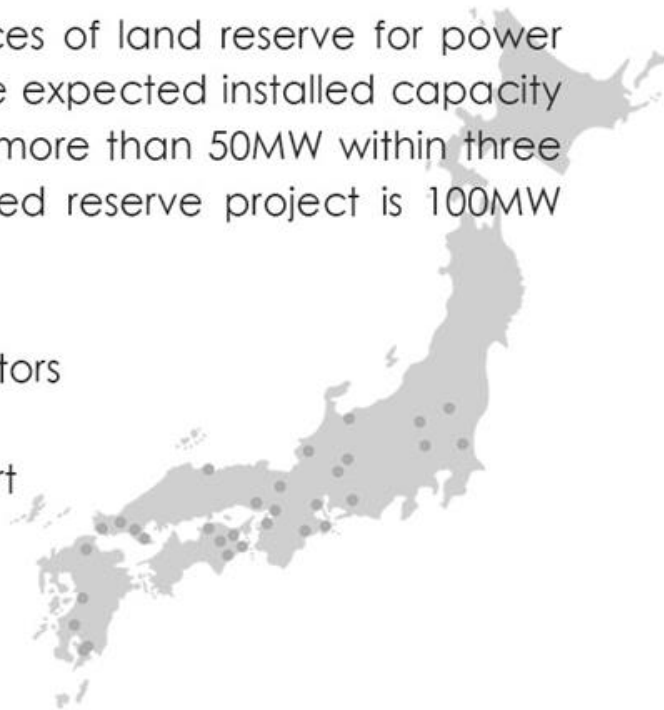 ces of land reserve for power
e expected installed capacity
more than 50MW within three
ed reserve project is 100MW
tors
rt